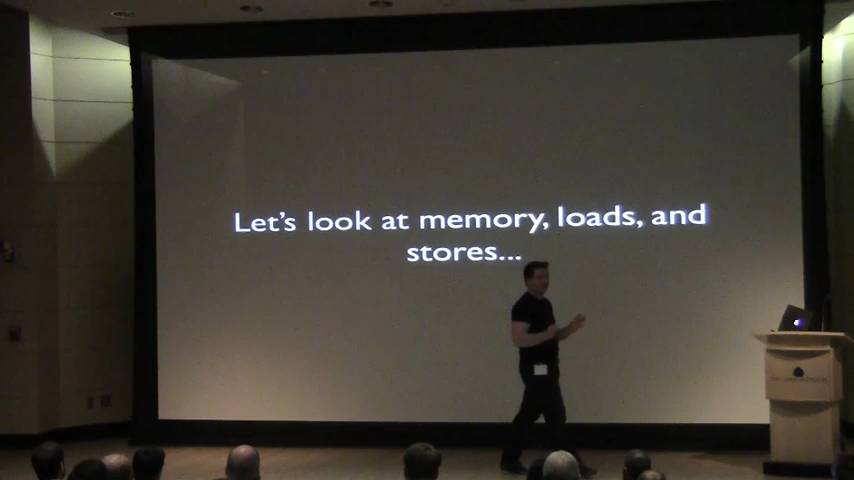 Let's look at memory, loads, and
stores...